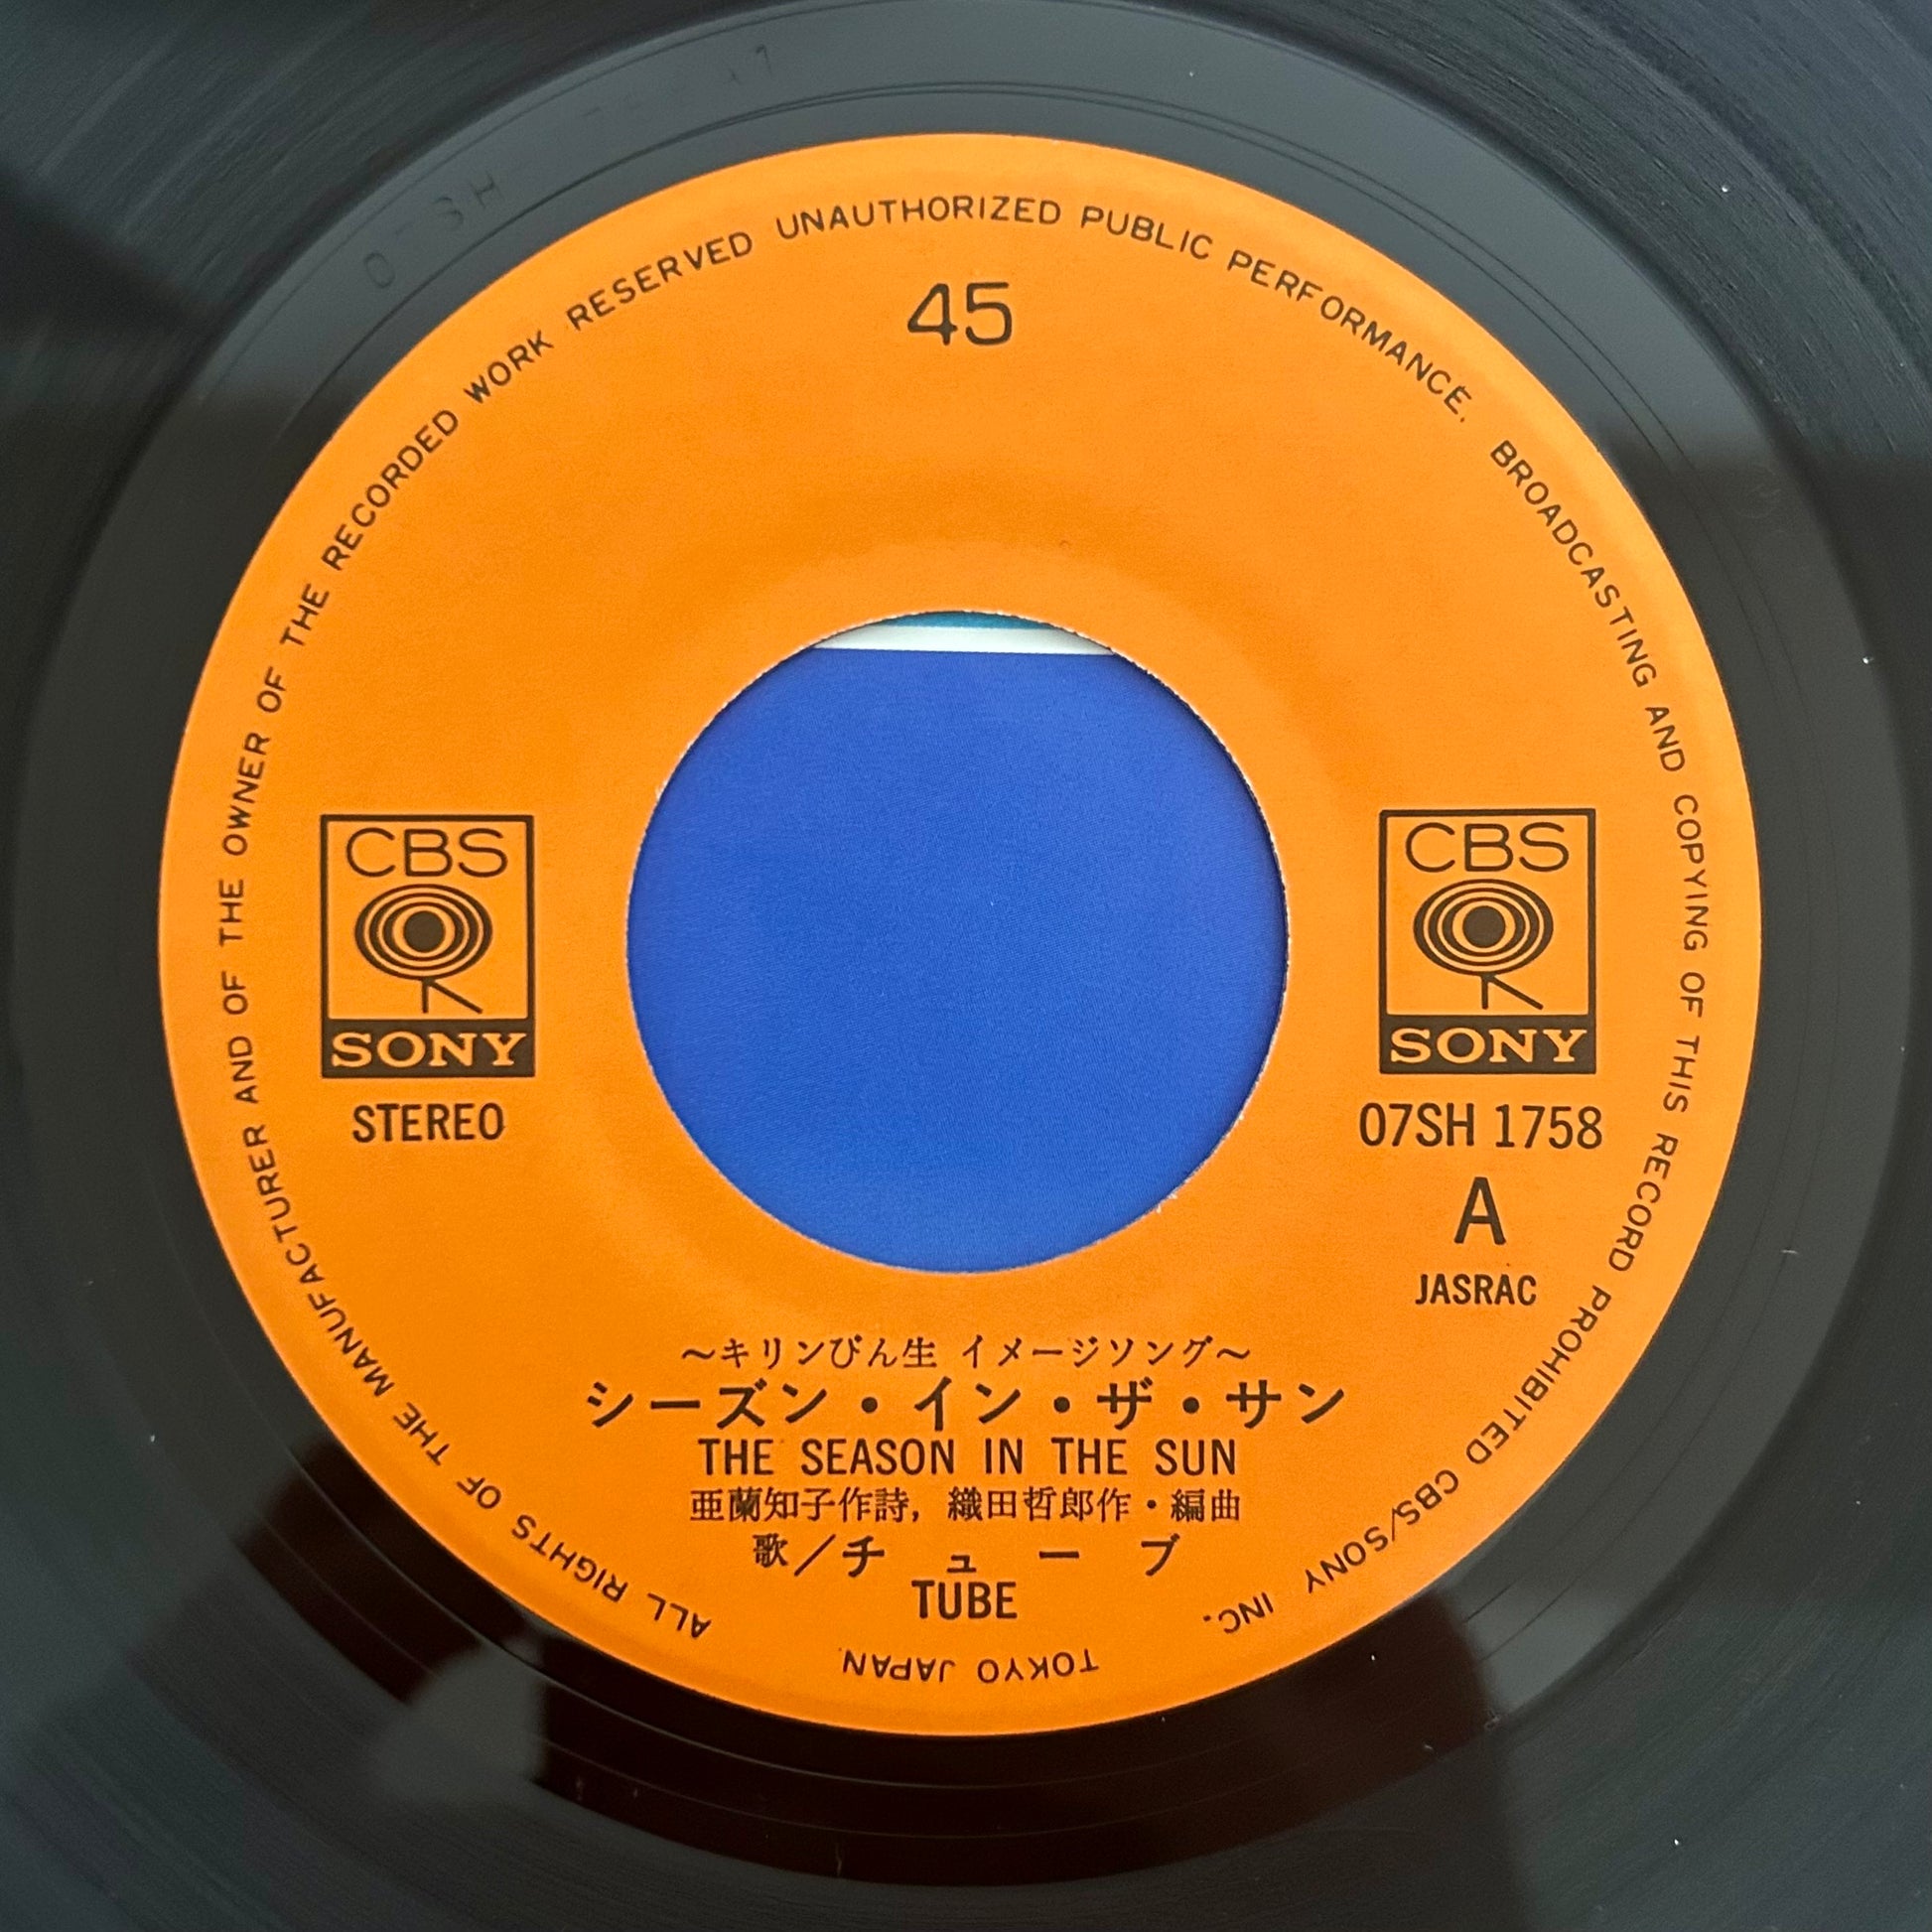 ALL RIGHTS OF THE MANUFACTURER AND OF THE OWNER OF THE RECORDED WORK RESERVED UNAUTHORIZED PUBLIC PERFORMANCE, BROADCASTING AND COPYING OF THIS RECORD PROHIBITED CBS/SONY INC. TOKYO JAPAN.
45
CBS
SONY
STEREO
CBS
SONY
07SH 1758
A
JASRAC
～キリンびん生 イメージソング～
シーズン・イン・ザ・サン
THE SEASON IN THE SUN
亜蘭知子作詩, 織田哲郎作・編曲
歌／チューブ
TUBE